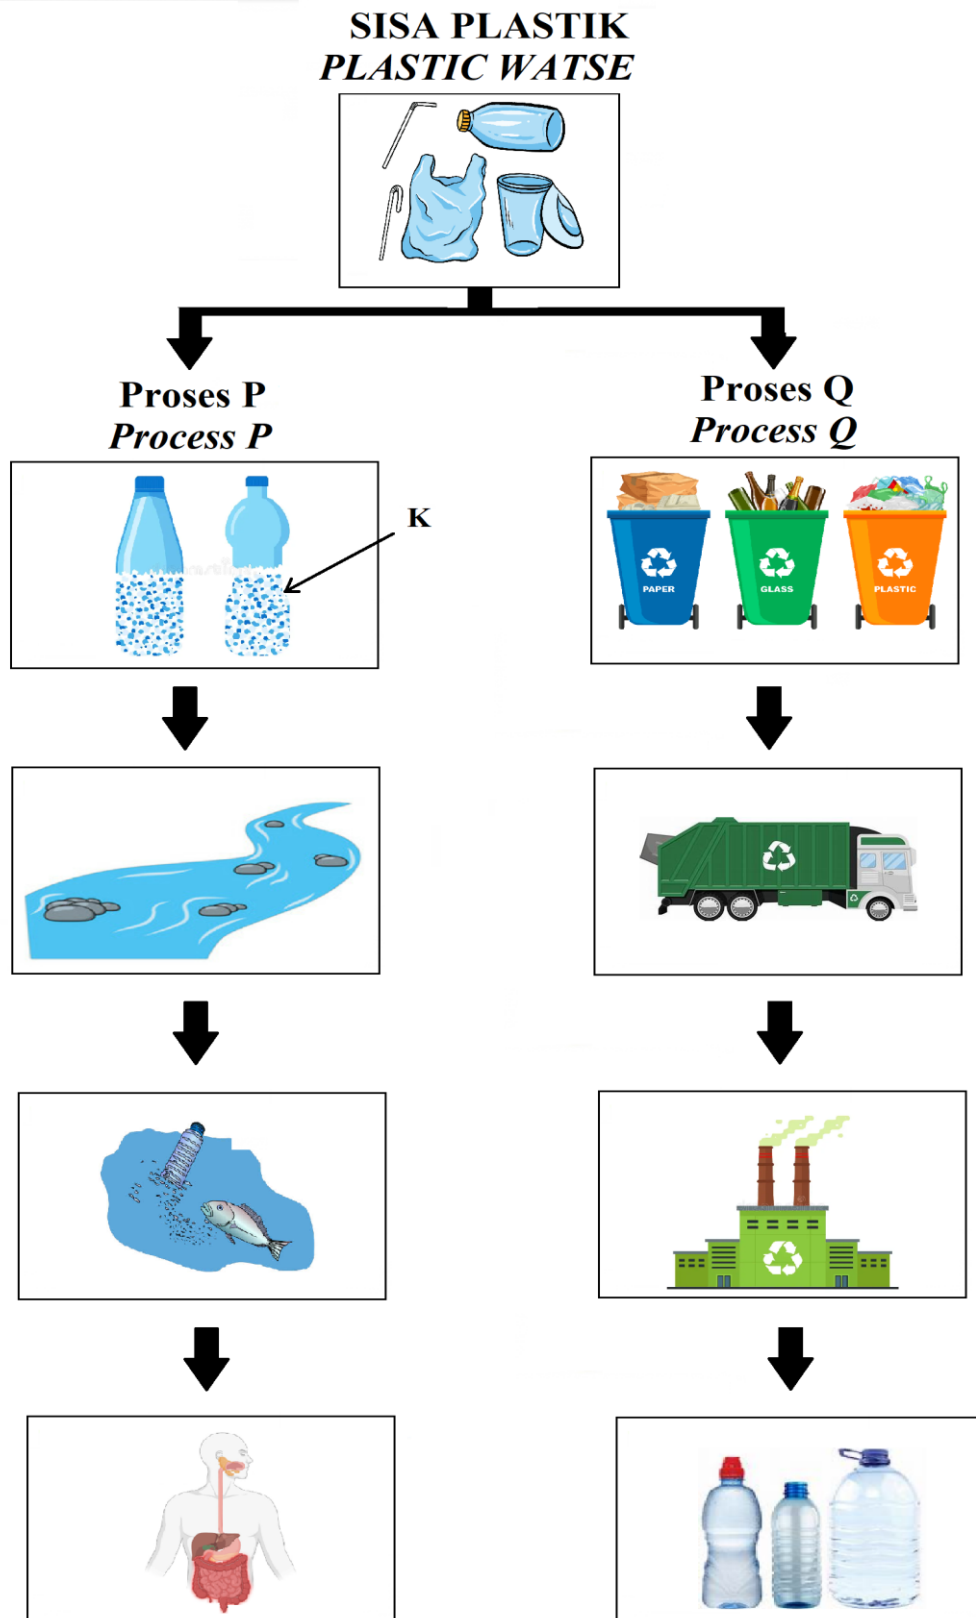 SISA PLASTIK
PLASTIC WATSE
Proses P
Process P
K
Proses Q
Process Q
PAPER
GLASS
PLASTIC